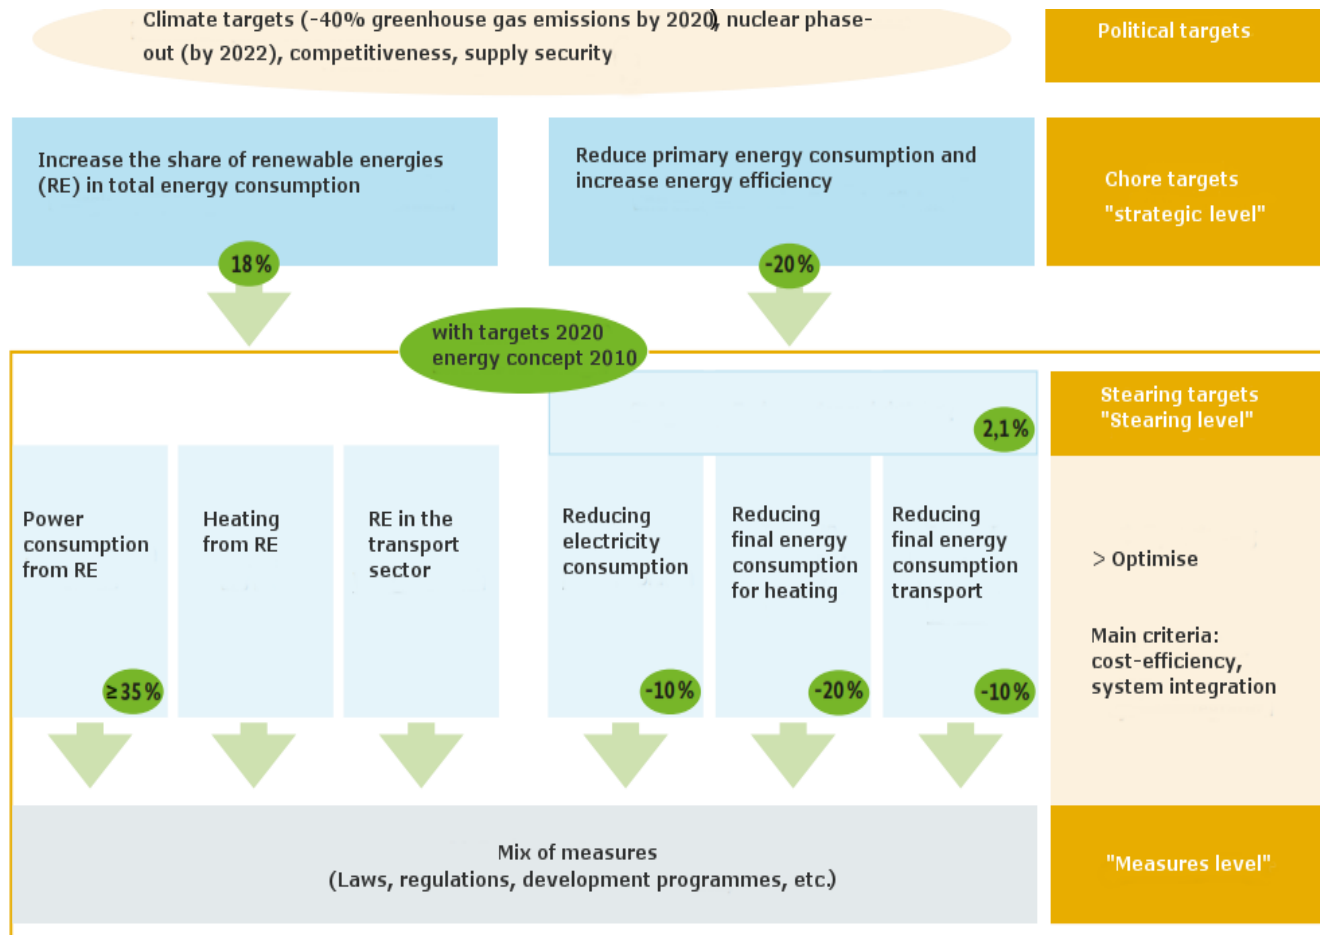 Climate targets (-40% greenhouse gas emissions by 2020), nuclear phase-
out (by 2022), competitiveness, supply security
Political targets
Increase the share of renewable energies
(RE) in total energy consumption
18%
Reduce primary energy consumption and
increase energy efficiency
-20%
Chore targets
"strategic level"
with targets 2020
energy concept 2010
2,1%
Stearing targets
"Stearing level"
Power
consumption
from RE
≥35%
Heating
from RE
RE in the
transport
sector
Reducing
electricity
consumption
-10%
Reducing
final energy
consumption
for heating
-20%
Reducing
final energy
consumption
transport
-10%
> Optimise
Main criteria:
cost-efficiency,
system integration
Mix of measures
(Laws, regulations, development programmes, etc.)
"Measures level"